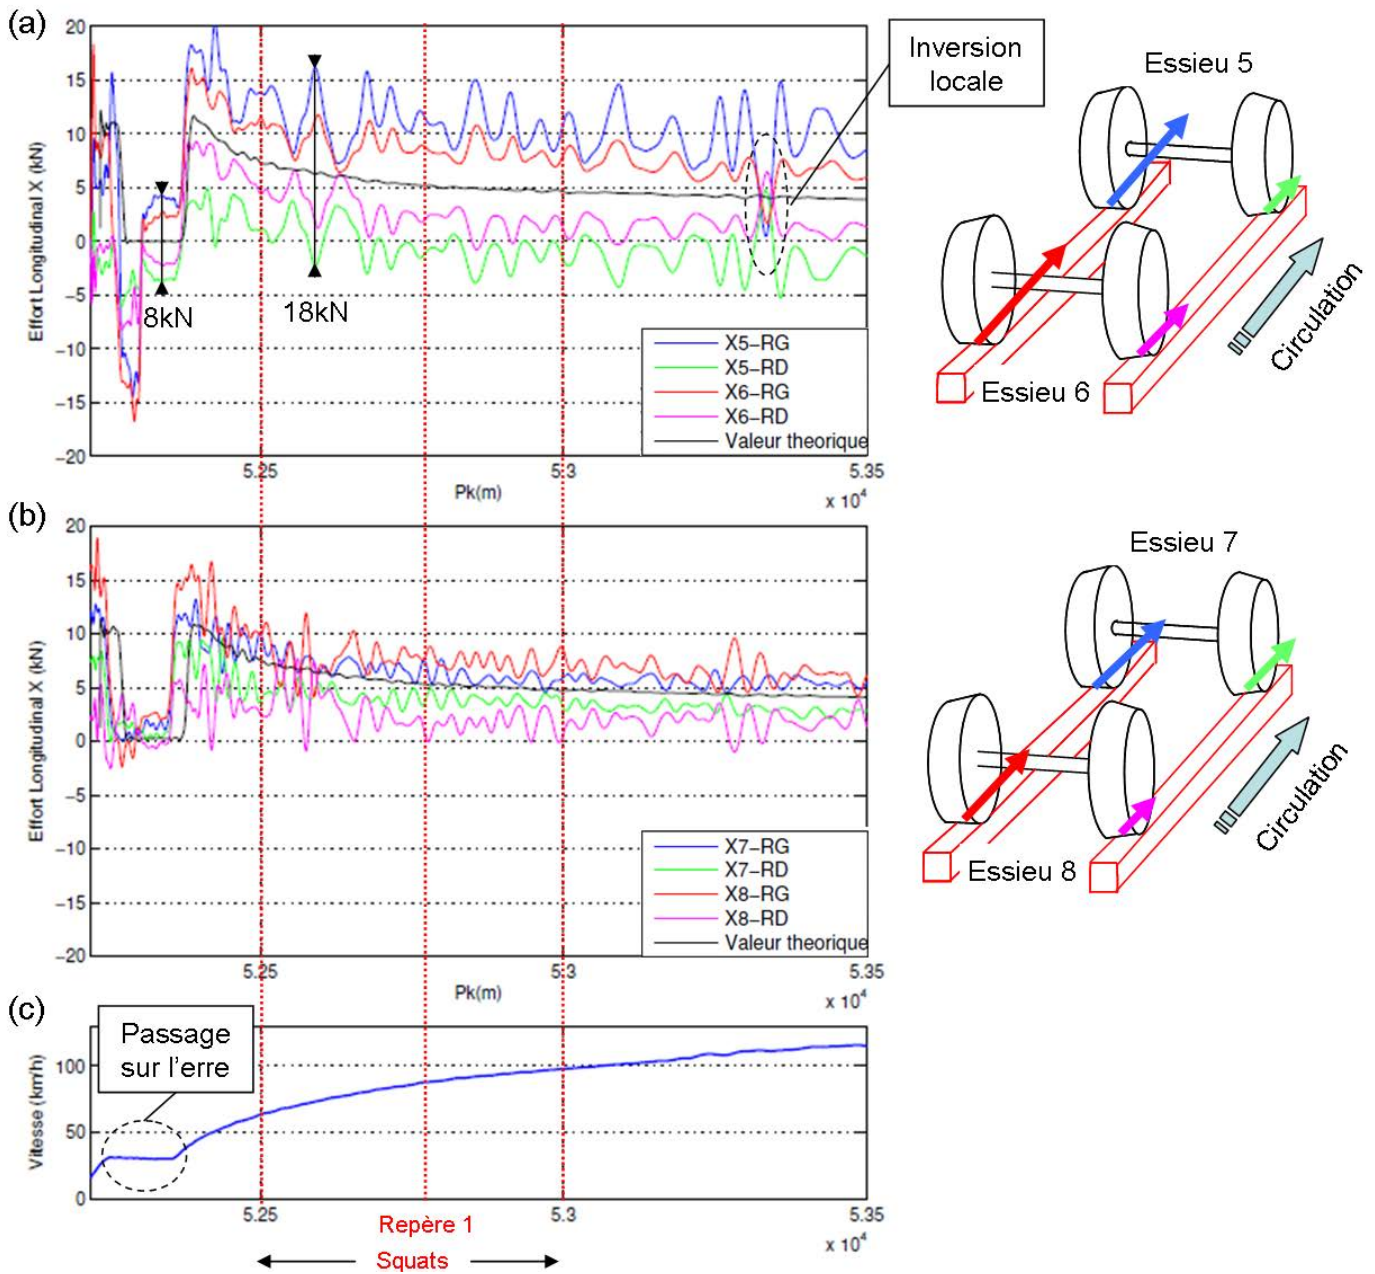 (a)
20
15
10
5
0
−5
−10
−15
−20
Effort Longitudinal X (kN)
8kN
18kN
Inversion
locale
X5−RG
X5−RD
X6−RG
X6−RD
Valeur theorique
5.25
5.3
5.35
Pk(m)
x 10⁴
Essieu 5
Essieu 6
Circulation
(b)
20
15
10
5
0
−5
−10
−15
−20
Effort Longitudinal X (kN)
X7−RG
X7−RD
X8−RG
X8−RD
Valeur theorique
5.25
5.3
5.35
Pk(m)
x 10⁴
Essieu 7
Essieu 8
Circulation
(c)
Passage
sur l'erre
100
50
0
Vitesse (km/h)
5.25
5.3
5.35
x 10⁴
Repère 1
Squats